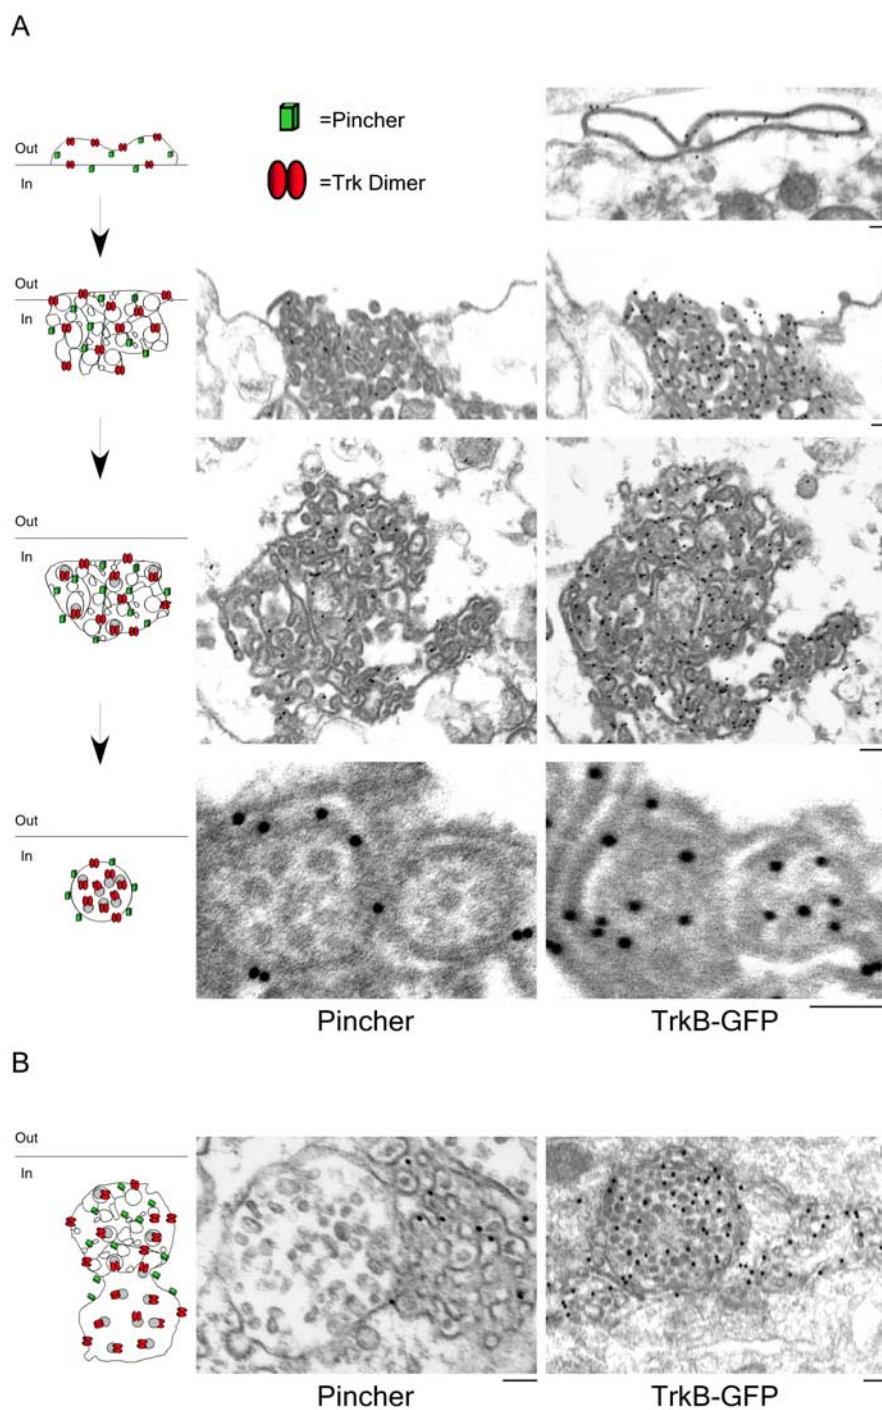 A
=Pincher
=Trk Dimer
Out
In
Out
In
Out
In
Out
In
Pincher TrkB-GFP
B
Out
In
Pincher TrkB-GFP